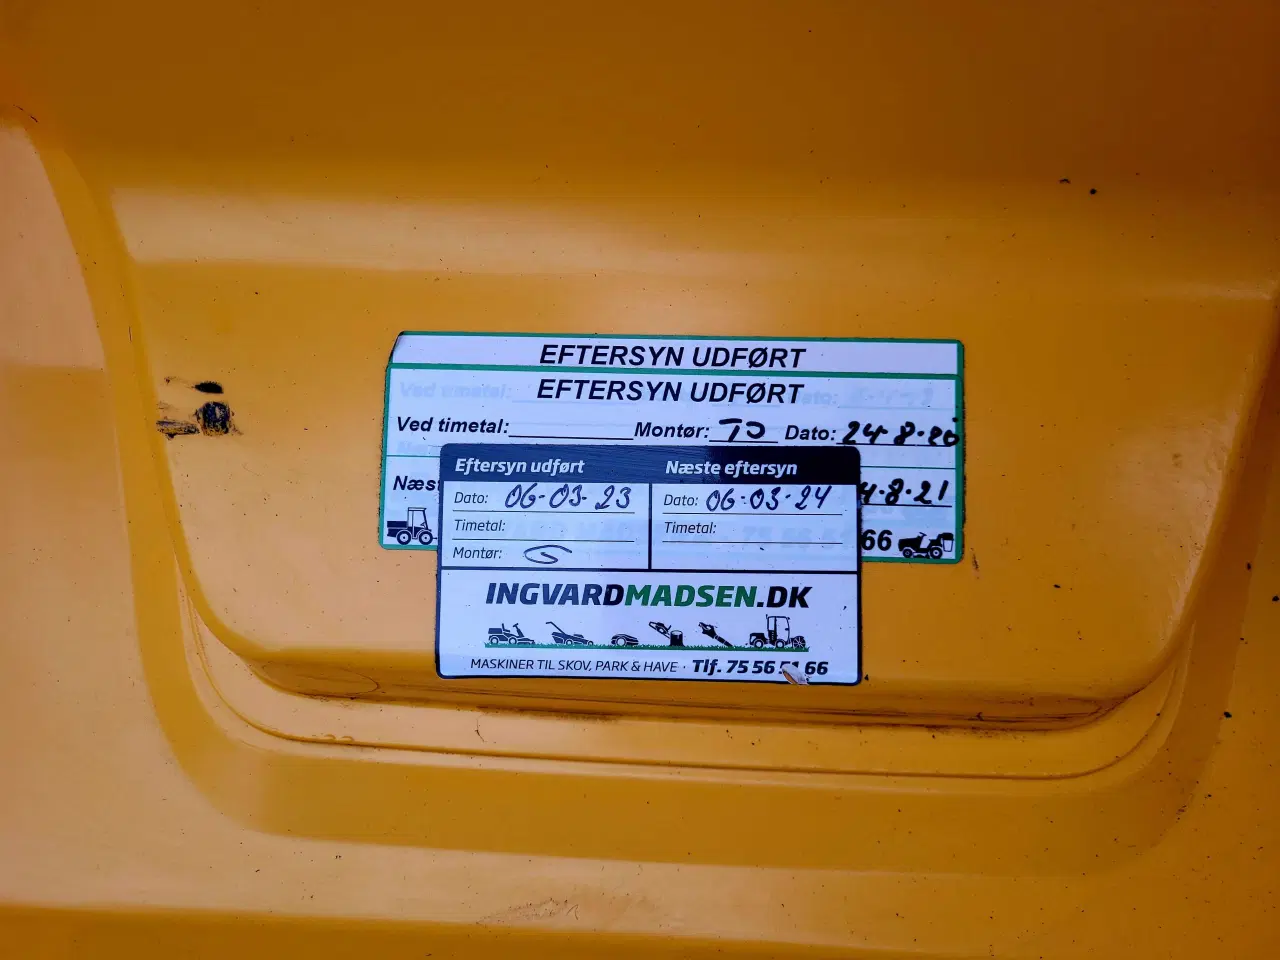 EFTERSYN UDFØRT
EFTERSYN UDFØRT
Ved timetal: Montør: TJ Dato: 24-8-20
Næst 4-8-21
66
Eftersyn udført Næste eftersyn
Dato: 06-03-23 Dato: 06-03-24
Timetal: Timetal:
Montør: G
INGVARDMADSEN.DK
MASKINER TIL SKOV, PARK & HAVE · Tlf. 75 56 51 66